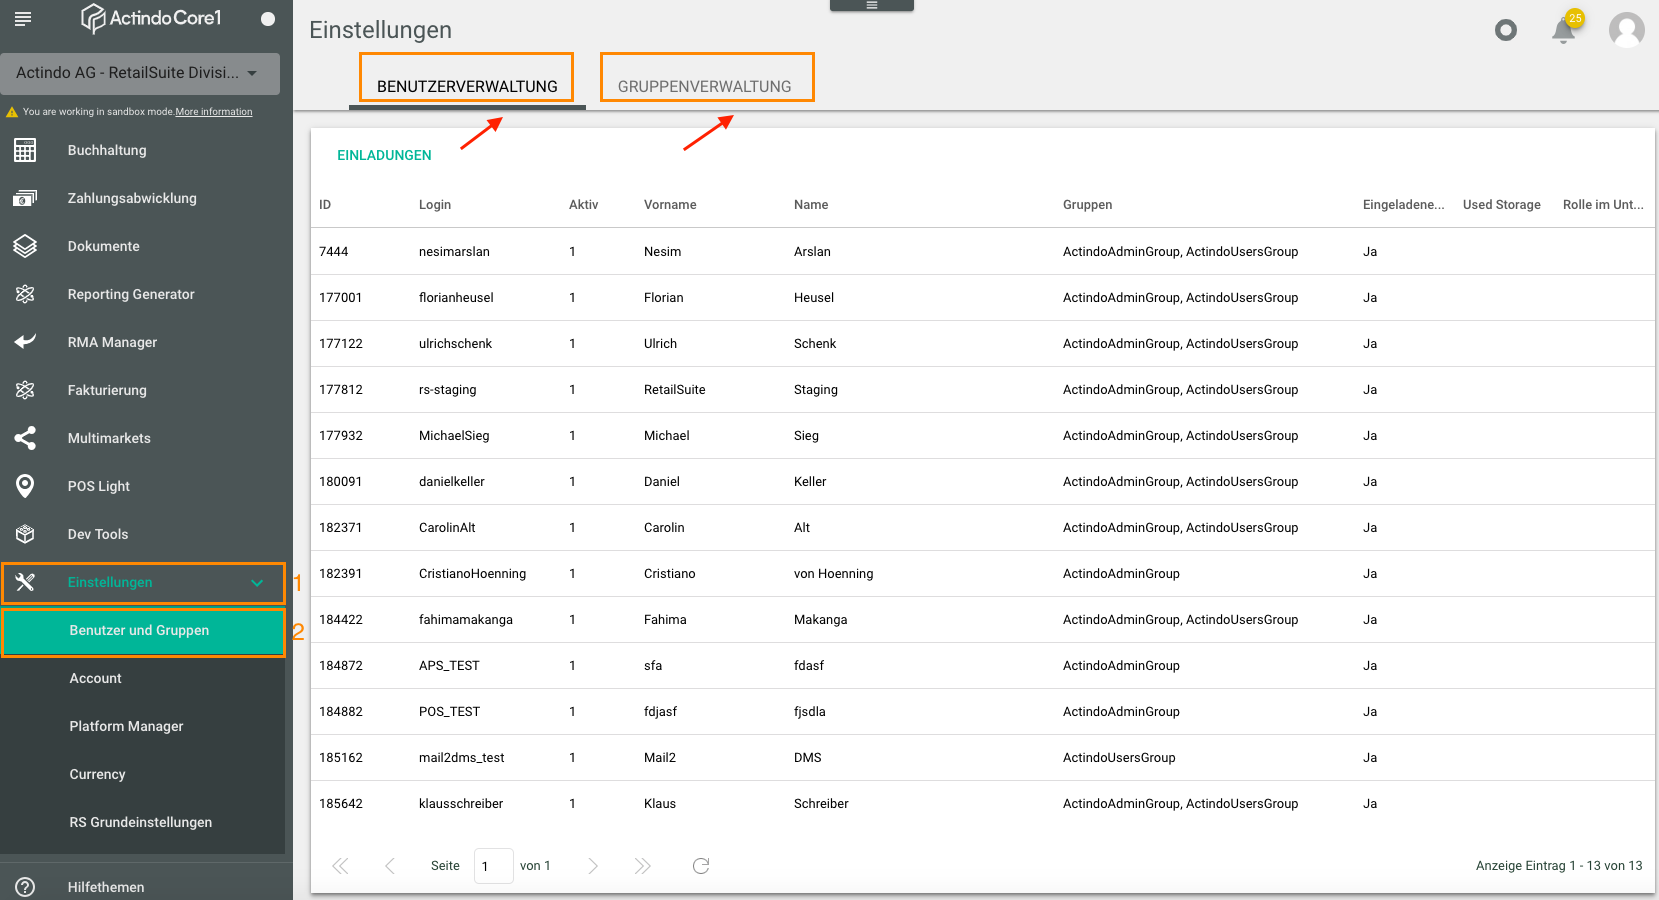 Actindo Core1
Actindo AG - RetailSuite Divisi...
You are working in sandbox mode. More information
Buchhaltung
Zahlungsabwicklung
Dokumente
Reporting Generator
RMA Manager
Fakturierung
Multimarkets
POS Light
Dev Tools
Einstellungen 1
Benutzer und Gruppen 2
Account
Platform Manager
Currency
RS Grundeinstellungen
Hilfethemen
Einstellungen
25
BENUTZERVERWALTUNG GRUPPENVERWALTUNG
EINLADUNGEN
ID Login Aktiv Vorname Name Gruppen Eingeladene... Used Storage Rolle im Unt...
7444 nesimarslan 1 Nesim Arslan ActindoAdminGroup, ActindoUsersGroup Ja
177001 florianheusel 1 Florian Heusel ActindoAdminGroup, ActindoUsersGroup Ja
177122 ulrichschenk 1 Ulrich Schenk ActindoAdminGroup, ActindoUsersGroup Ja
177812 rs-staging 1 RetailSuite Staging ActindoAdminGroup, ActindoUsersGroup Ja
177932 MichaelSieg 1 Michael Sieg ActindoAdminGroup, ActindoUsersGroup Ja
180091 danielkeller 1 Daniel Keller ActindoAdminGroup, ActindoUsersGroup Ja
182371 CarolinAlt 1 Carolin Alt ActindoAdminGroup, ActindoUsersGroup Ja
182391 CristianoHoenning 1 Cristiano von Hoenning ActindoAdminGroup Ja
184422 fahimamakanga 1 Fahima Makanga ActindoAdminGroup, ActindoUsersGroup Ja
184872 APS_TEST 1 sfa fdasf ActindoAdminGroup Ja
184882 POS_TEST 1 fdjasf fjsdla ActindoAdminGroup Ja
185162 mail2dms_test 1 Mail2 DMS ActindoUsersGroup Ja
185642 klausschreiber 1 Klaus Schreiber ActindoAdminGroup, ActindoUsersGroup Ja
Seite 1 von 1 Anzeige Eintrag 1 - 13 von 13